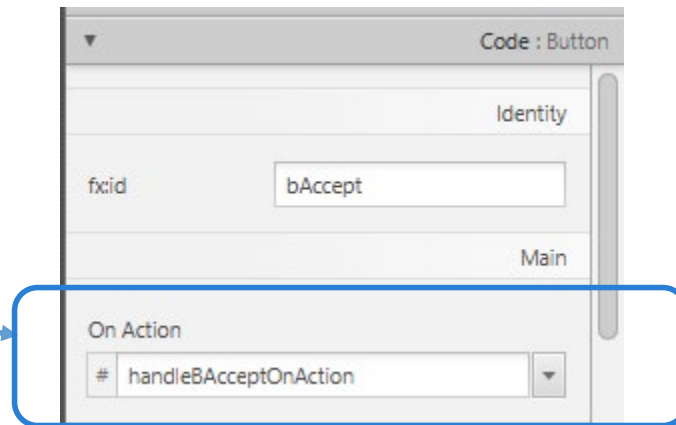 Code : Button
Identity
fx:id
bAccept
Main
On Action
# handleBAcceptOnAction